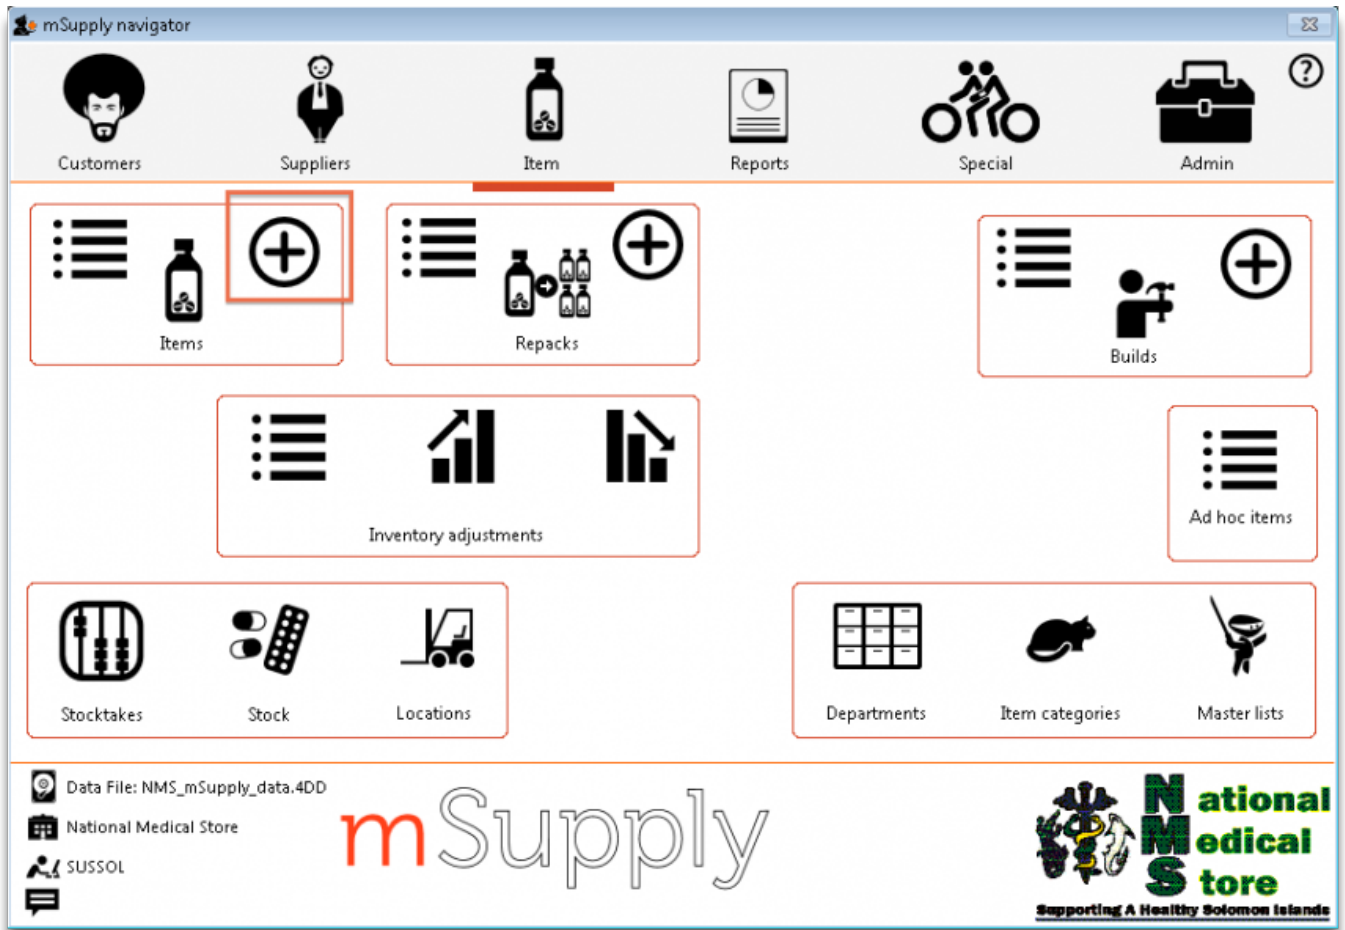 mSupply navigator
Customers
Suppliers
Item
Reports
Special
Admin
?
Items
Repacks
Builds
Inventory adjustments
Ad hoc items
Stocktakes
Stock
Locations
Departments
Item categories
Master lists
Data File: NMS_mSupply_data.4DD
National Medical Store
SUSSOL
mSupply
National
Medical
Store
Supporting A Healthy Solomon Islands